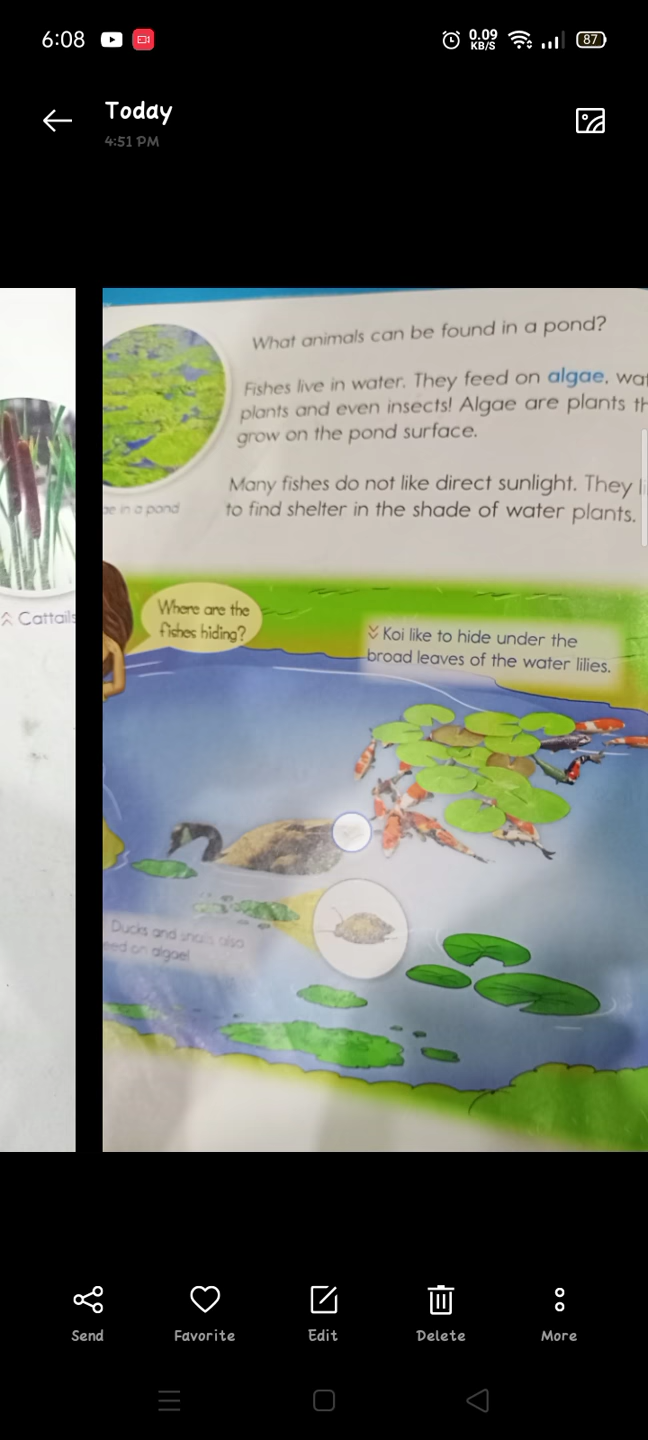 6:08
0.09
KB/S
87
Today
4:51 PM
What animals can be found in a pond?
Fishes live in water. They feed on algae, wat
plants and even insects! Algae are plants th
grow on the pond surface.
Many fishes do not like direct sunlight. They li
to find shelter in the shade of water plants.
in a pond
Cattails
Where are the
fishes hiding?
Koi like to hide under the
broad leaves of the water lilies.
Ducks and snails also
eed on algae!
Send
Favorite
Edit
Delete
More